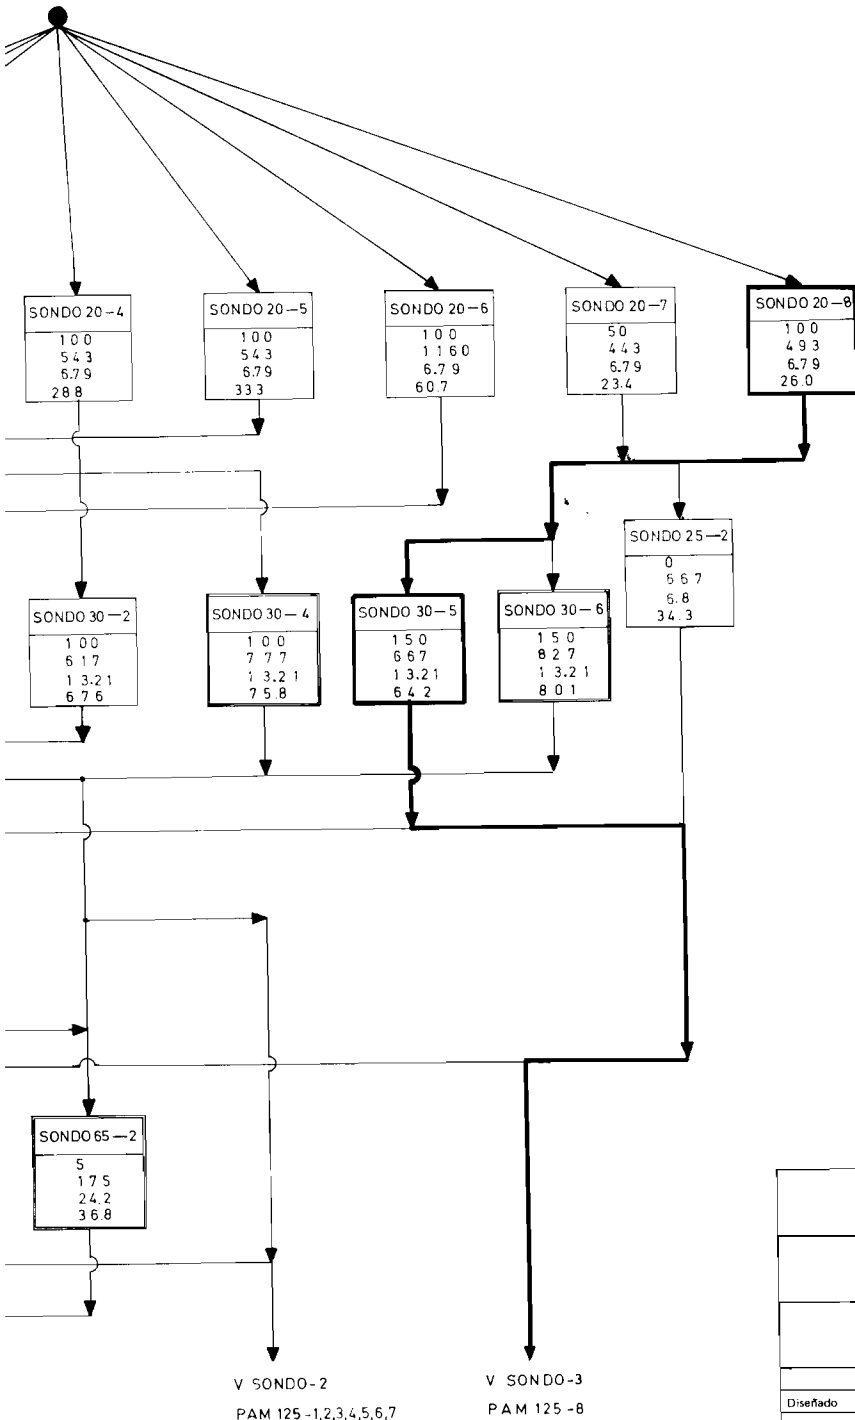 SONDO 20-4
100
543
6.79
288
SONDO 20-5
100
543
6.79
333
SONDO 20-6
100
1160
6.79
60.7
SONDO 20-7
50
443
6.79
23.4
SONDO 20-8
100
493
6.79
26.0
SONDO 25-2
0
667
6.8
34.3
SONDO 30-2
100
617
13.21
676
SONDO 30-4
100
777
13.21
75.8
SONDO 30-5
150
667
13.21
642
SONDO 30-6
150
827
13.21
801
SONDO 65-2
5
175
24.2
36.8
V SONDO-2
PAM 125-1,2,3,4,5,6,7
V SONDO-3
PAM 125-8
Diseñado